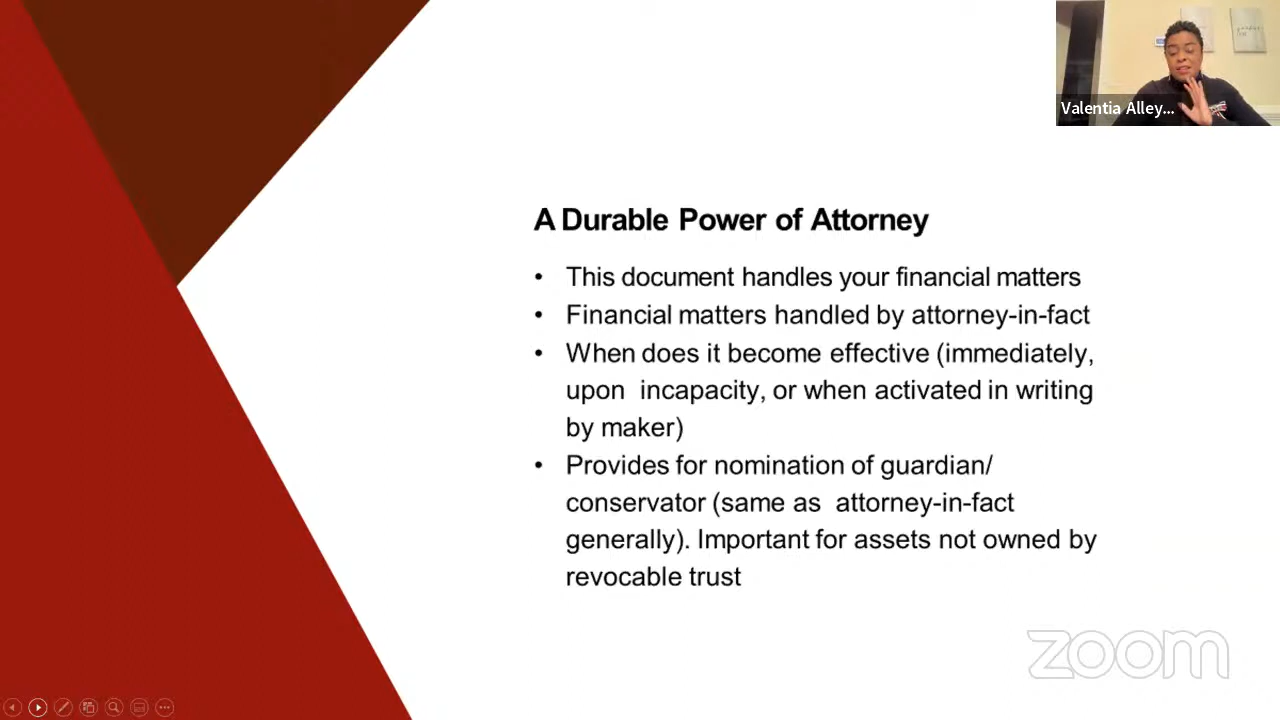 Valentia Alley...
A Durable Power of Attorney
• This document handles your financial matters
• Financial matters handled by attorney-in-fact
• When does it become effective (immediately,
upon incapacity, or when activated in writing
by maker)
• Provides for nomination of guardian/
conservator (same as attorney-in-fact
generally). Important for assets not owned by
revocable trust
zoom